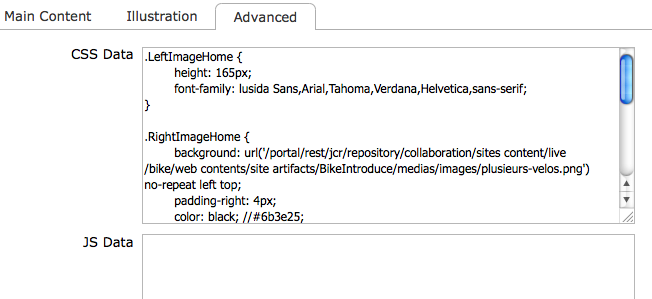 Main Content Illustration Advanced
CSS Data
.LeftImageHome {
height: 165px;
font-family: lusida Sans,Arial,Tahoma,Verdana,Helvetica,sans-serif;
}
.RightImageHome {
background: url('/portal/rest/jcr/repository/collaboration/sites content/live
/bike/web contents/site artifacts/BikeIntroduce/medias/images/plusieurs-velos.png')
no-repeat left top;
padding-right: 4px;
color: black; //#6b3e25;
JS Data